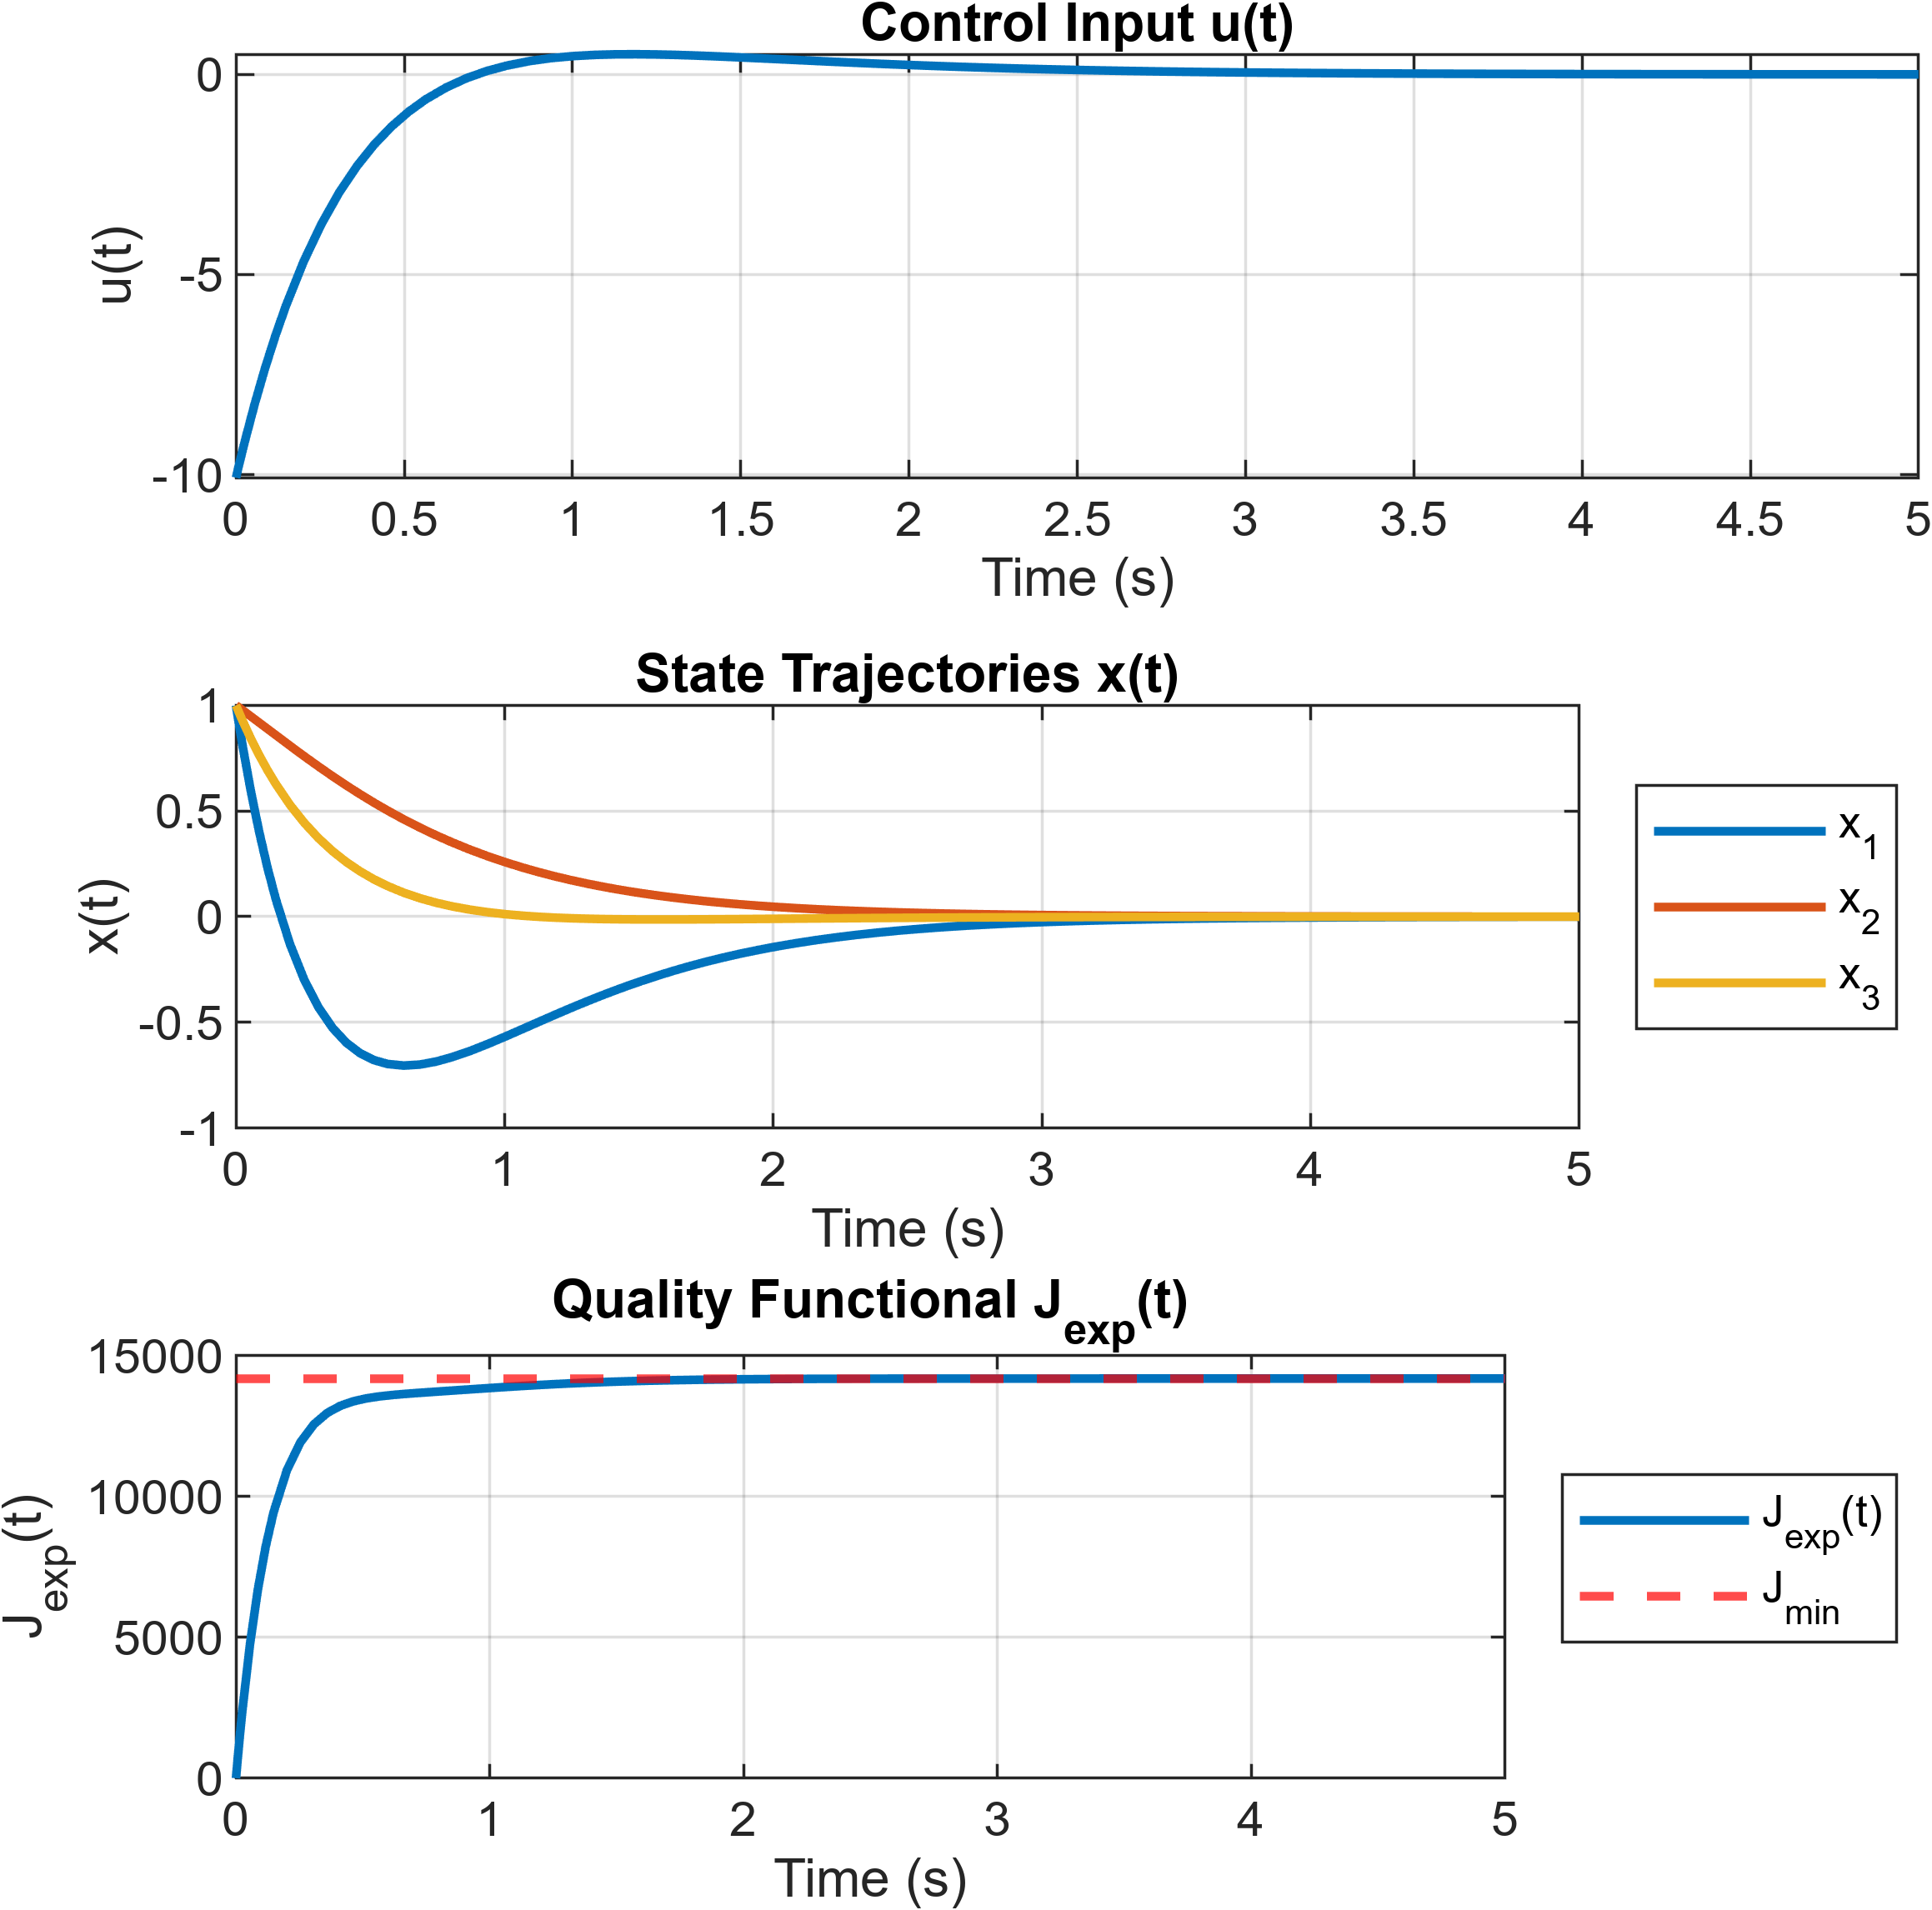 Control Input u(t)
0
-5
-10
u(t)
0 0.5 1 1.5 2 2.5 3 3.5 4 4.5 5
Time (s)
State Trajectories x(t)
1
0.5
0
-0.5
-1
x(t)
0 1 2 3 4 5
Time (s)
x1
x2
x3
Quality Functional Jexp(t)
15000
10000
5000
0
Jexp(t)
0 1 2 3 4 5
Time (s)
Jexp(t)
Jmin